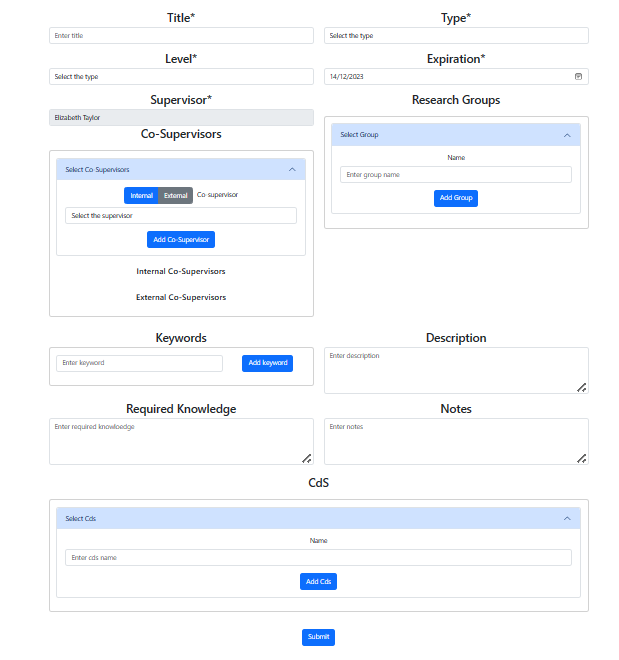 Title*
Type*
Enter title
Select the type
Level*
Expiration*
Select the type
14/12/2023
Supervisor*
Research Groups
Elizabeth Taylor
Co-Supervisors
Select Group
Name
Enter group name
Add Group
Select Co-Supervisors
Internal External Co-supervisor
Select the supervisor
Add Co-Supervisor
Internal Co-Supervisors
External Co-Supervisors
Keywords
Description
Enter keyword
Add keyword
Enter description
Required Knowledge
Notes
Enter required knowloedge
Enter notes
CdS
Select Cds
Name
Enter cds name
Add Cds
Submit